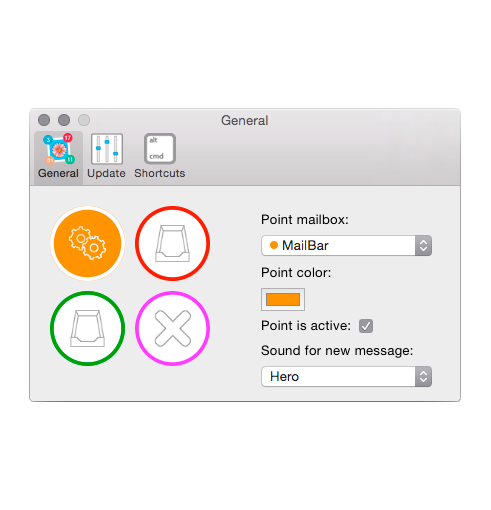 General
3
17
31
11
alt
cmd
General
Update
Shortcuts
Point mailbox:
MailBar
Point color:
Point is active:
Sound for new message:
Hero